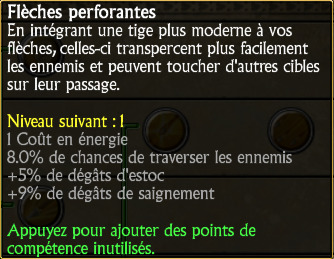 Flèches perforantes
En intégrant une tige plus moderne à vos
flèches, celles-ci transpercent plus facilement
les ennemis et peuvent toucher d'autres cibles
sur leur passage.
Niveau suivant : 1
1 Coût en énergie
8.0% de chances de traverser les ennemis
+5% de dégâts d'estoc
+9% de dégâts de saignement
Appuyez pour ajouter des points de
compétence inutilisés.